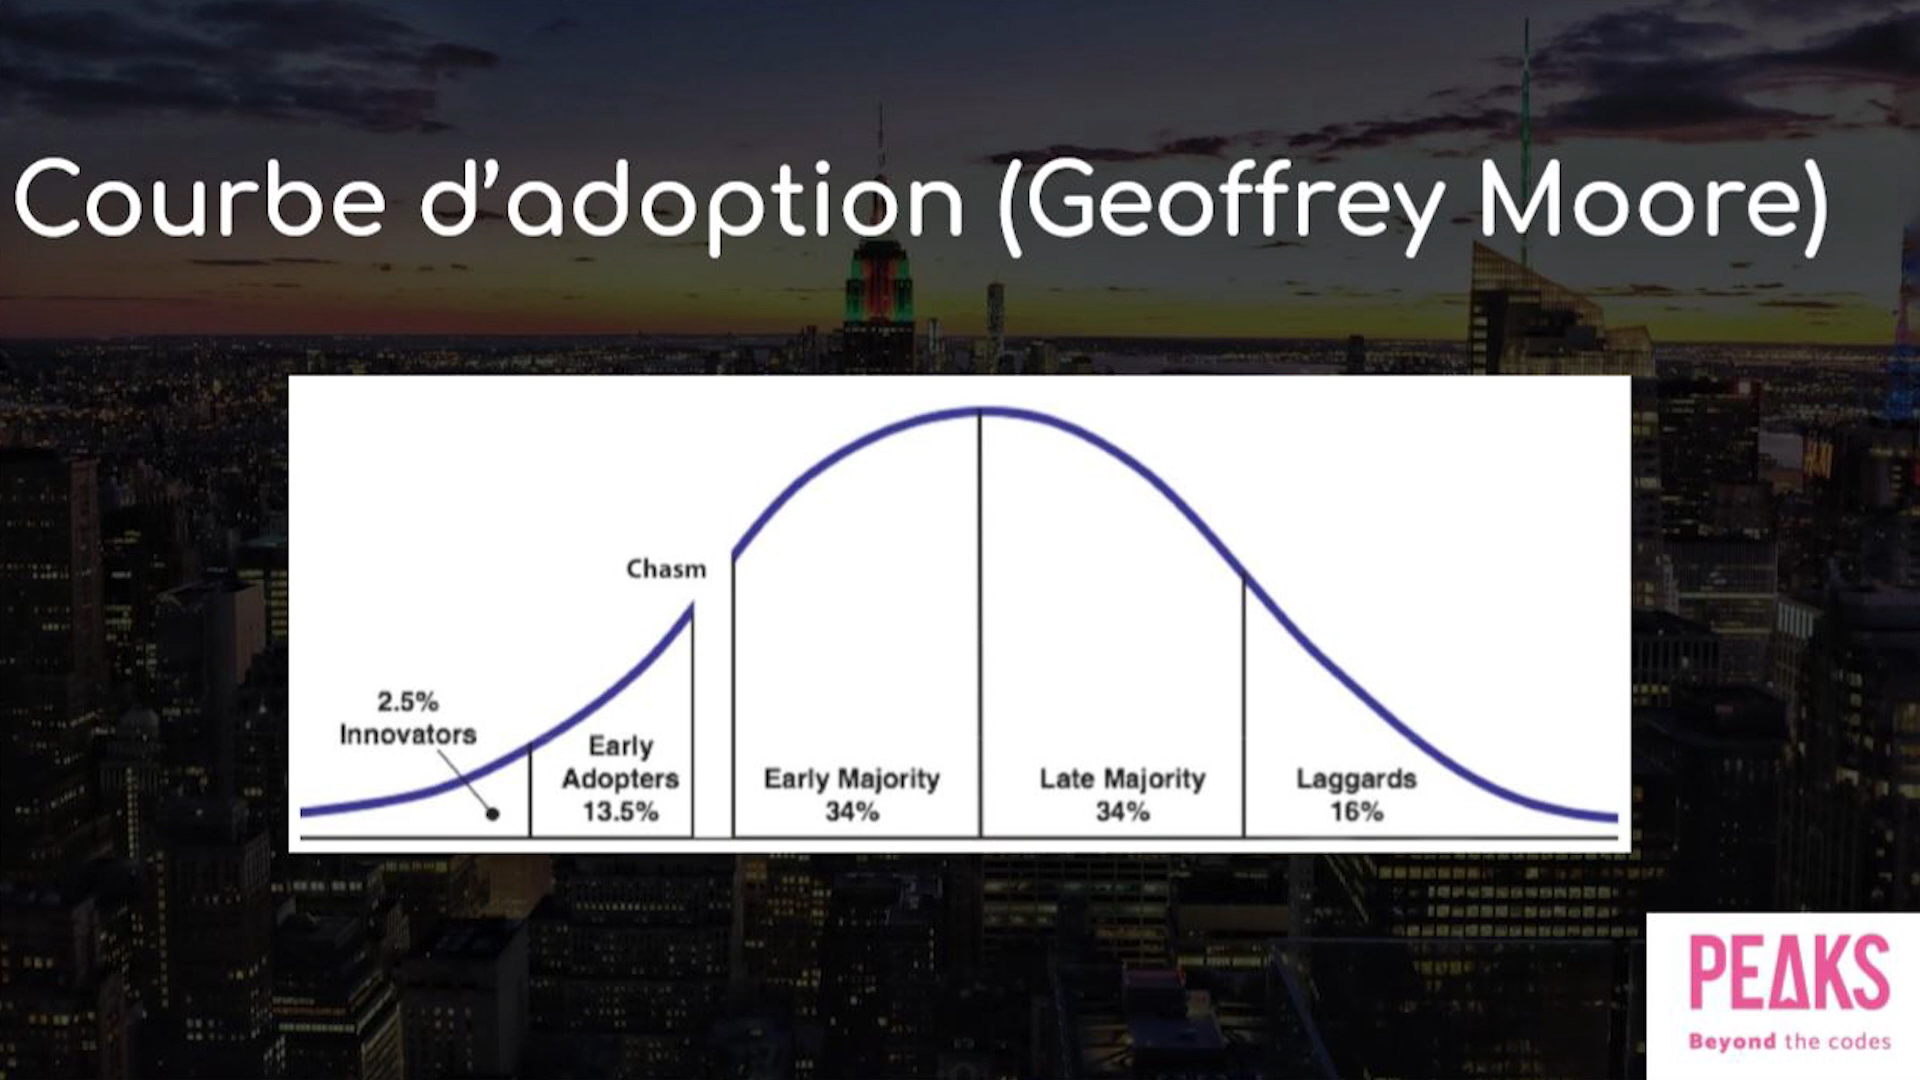 Courbe d’adoption (Geoffrey Moore)
Chasm
2.5%
Innovators
Early
Adopters
13.5%
Early Majority
34%
Late Majority
34%
Laggards
16%
PEAKS
Beyond the codes